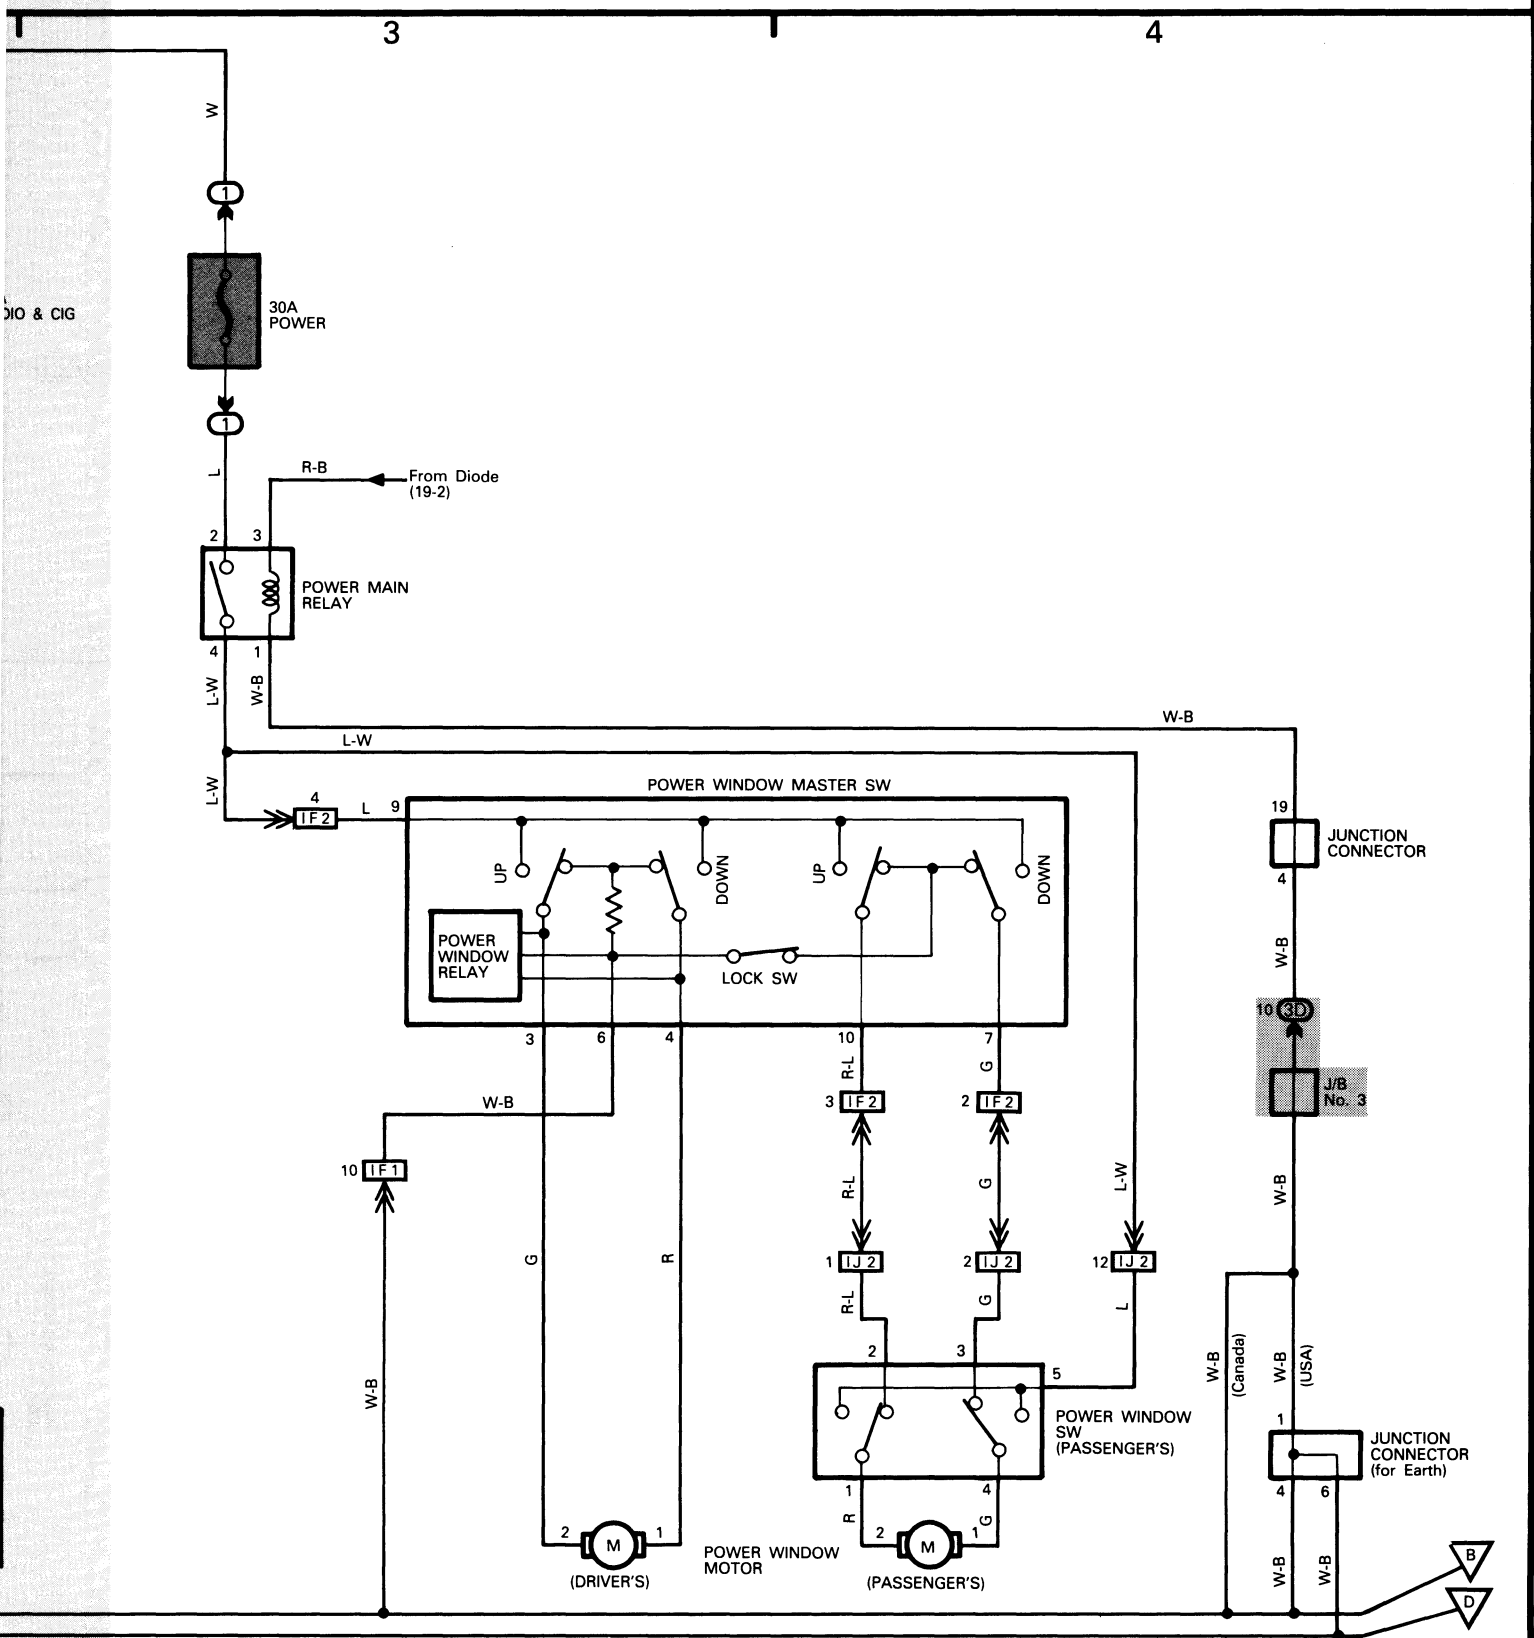 3
4
W
1
30A
POWER
& CIG
1
L
R-B
From Diode
(19-2)
2 3
POWER MAIN
RELAY
4 1
L-W
W-B
W-B
L-W
L-W
POWER WINDOW MASTER SW
4
IF2
L
9
19
JUNCTION
CONNECTOR
4
UP
DOWN
UP
DOWN
POWER
WINDOW
RELAY
LOCK SW
W-B
10 3D
3 6 4 10 7
R-L
G
J/B
No. 3
W-B
3 IF2
2 IF2
10 IF1
R-L
G
L-W
W-B
G
R
1 IJ2
2 IJ2
12 IJ2
R-L
G
L
2 3
5
W-B
W-B
(Canada)
W-B
(USA)
POWER WINDOW
SW
(PASSENGER'S)
1
JUNCTION
CONNECTOR
(for Earth)
1 4
4 6
R
G
2 M 1
2 M 1
POWER WINDOW
MOTOR
(DRIVER'S)
(PASSENGER'S)
W-B
W-B
B
D